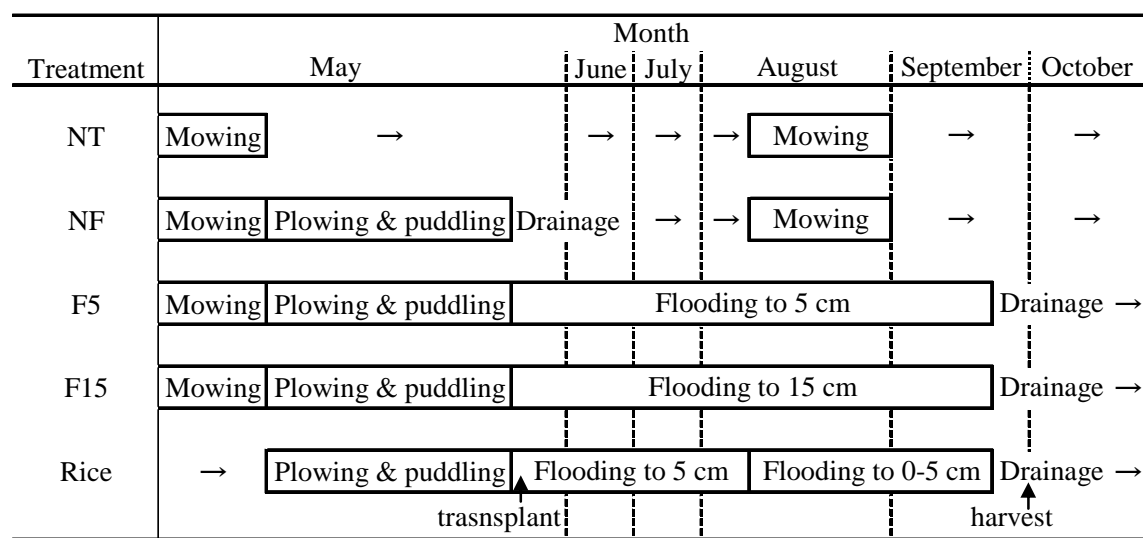 Month
Treatment May June July August September October
NT Mowing → → → → Mowing → →
NF Mowing Plowing & puddling Drainage → → Mowing → →
F5 Mowing Plowing & puddling Flooding to 5 cm Drainage →
F15 Mowing Plowing & puddling Flooding to 15 cm Drainage →
Rice → Plowing & puddling Flooding to 5 cm Flooding to 0-5 cm Drainage →
trasnsplant harvest